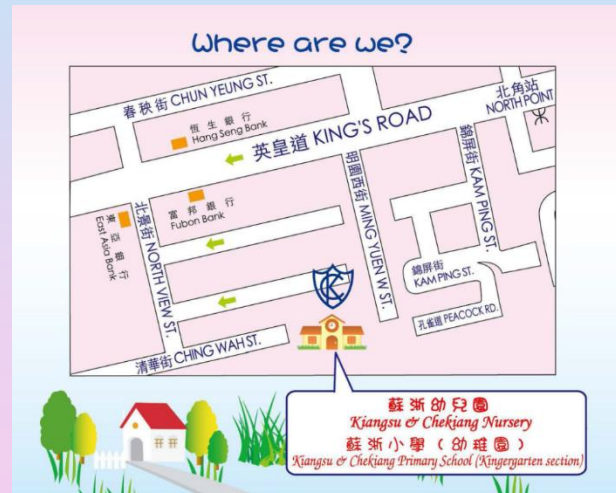 Where are we?
春秧街 CHUN YEUNG ST.
北角站
NORTH POINT
恆生銀行
Hang Seng Bank
英皇道 KING'S ROAD
錦屏街 KAM PING ST.
明園西街 MING YUEN W ST.
富邦銀行
Fubon Bank
北景街 NORTH VIEW ST.
東亞銀行
East Asia Bank
錦屏街
KAM PING ST.
孔雀道 PEACOCK RD.
清華街 CHING WAH ST.
蘇浙幼兒園
Kiangsu & Chekiang Nursery
蘇浙小學（幼稚園）
Kiangsu & Chekiang Primary School (Kingergarten section)